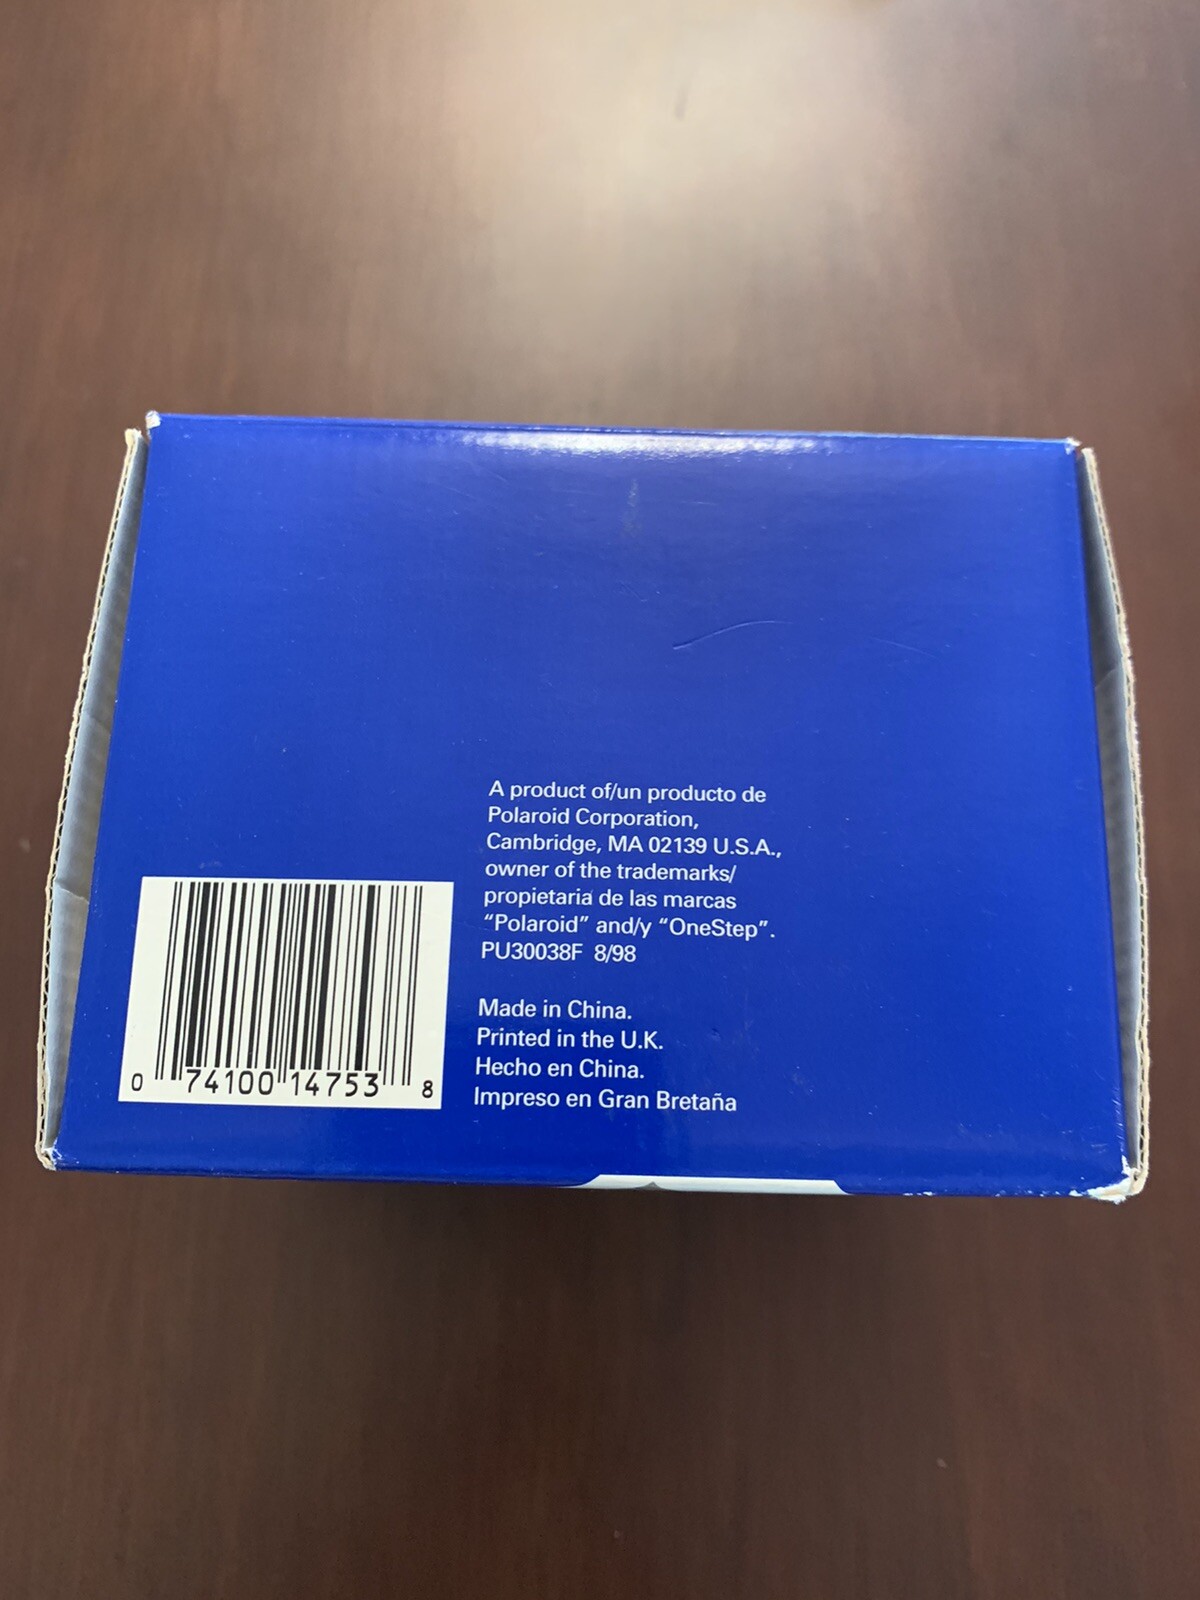 A product of/un producto de
Polaroid Corporation,
Cambridge, MA 02139 U.S.A.,
owner of the trademarks/
propietaria de las marcas
“Polaroid” and/y “OneStep”.
PU30038F 8/98
Made in China.
Printed in the U.K.
Hecho en China.
Impreso en Gran Bretaña
0 74100 14753 8